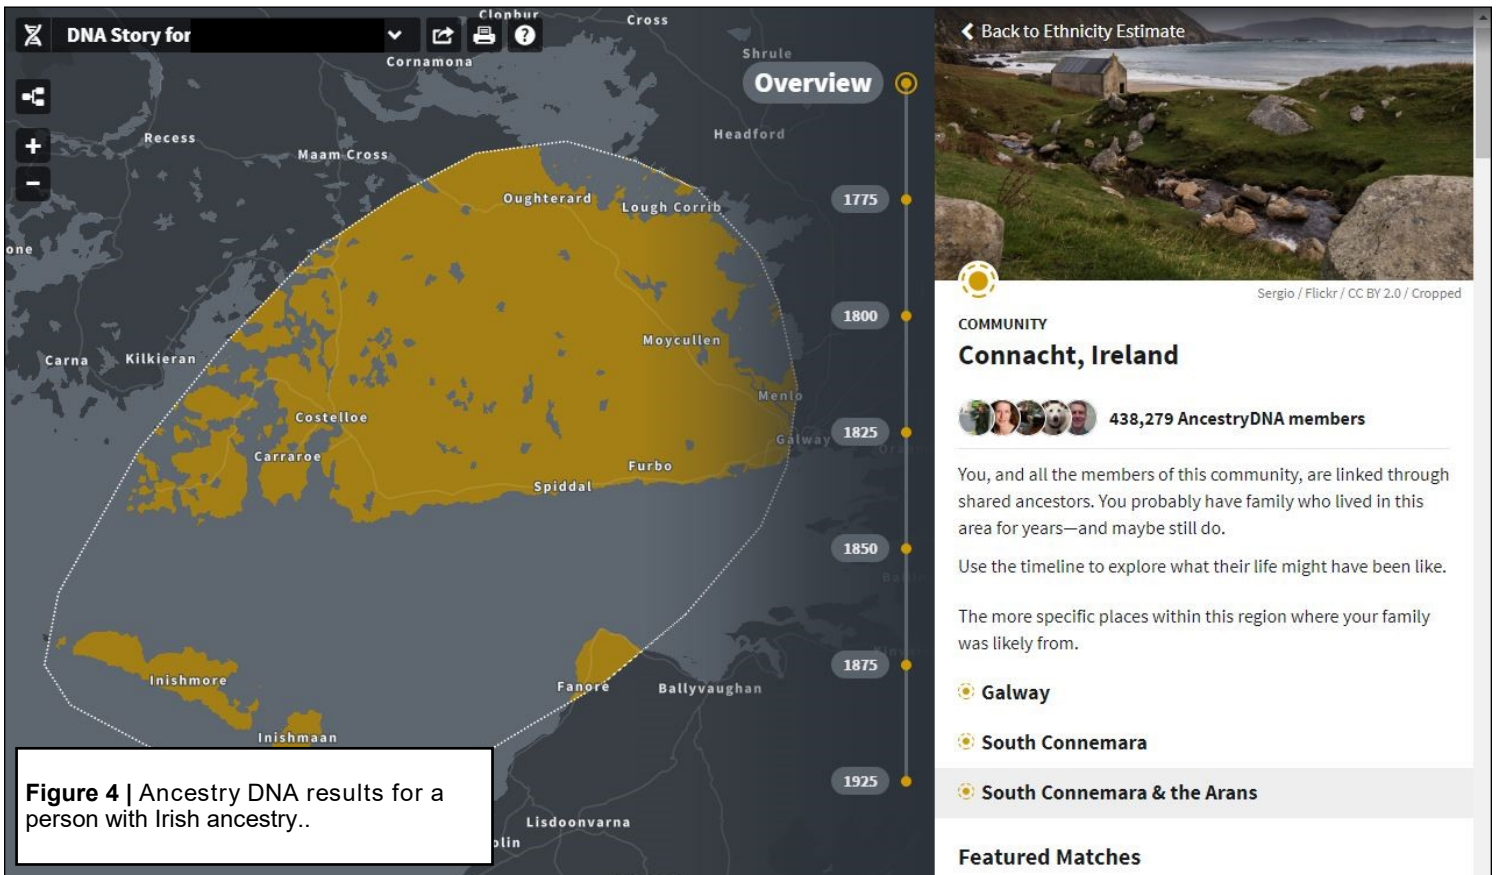 DNA Story for
Clonbur
Cross
Cornamona
Shrule
Overview
Headford
Recess
Maam Cross
Oughterard
Lough Corrib
1775
one
1800
Moycullen
Carna
Kilkieran
Menlo
Costelloe
Galway
1825
Carraroe
Furbo
Spiddal
1850
1875
Inishmore
Fanore
Ballyvaughan
Inishmaan
1925
Lisdoonvarna
olin
Figure 4 | Ancestry DNA results for a
person with Irish ancestry..
Back to Ethnicity Estimate
Sergio / Flickr / CC BY 2.0 / Cropped
COMMUNITY
Connacht, Ireland
438,279 AncestryDNA members
You, and all the members of this community, are linked through
shared ancestors. You probably have family who lived in this
area for years—and maybe still do.
Use the timeline to explore what their life might have been like.
The more specific places within this region where your family
was likely from.
Galway
South Connemara
South Connemara & the Arans
Featured Matches